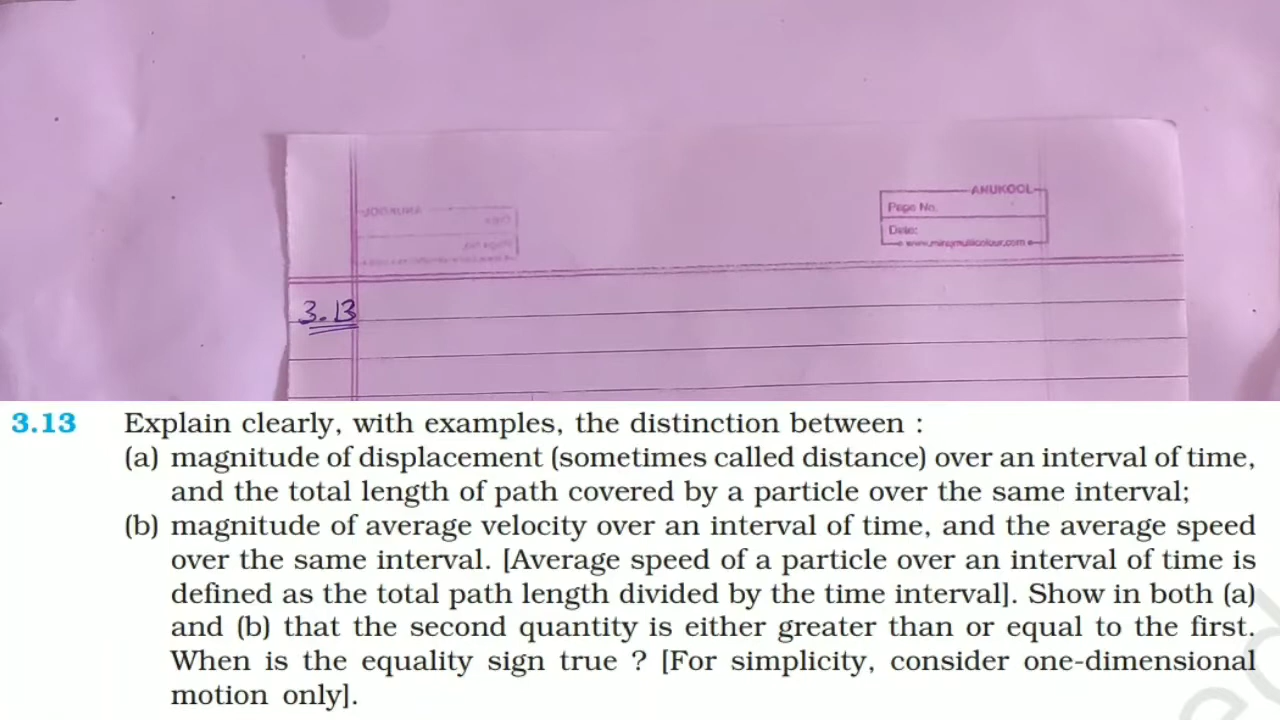 ANUKOOL
Page No.
Date:
www.mirajmulticolour.com
3.13
3.13 Explain clearly, with examples, the distinction between :
(a) magnitude of displacement (sometimes called distance) over an interval of time,
and the total length of path covered by a particle over the same interval;
(b) magnitude of average velocity over an interval of time, and the average speed
over the same interval. [Average speed of a particle over an interval of time is
defined as the total path length divided by the time interval]. Show in both (a)
and (b) that the second quantity is either greater than or equal to the first.
When is the equality sign true ? [For simplicity, consider one-dimensional
motion only].